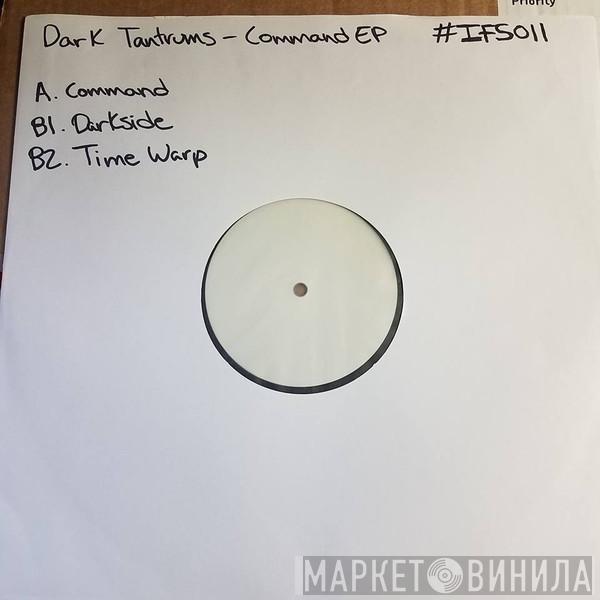 Priority
Dark Tantrums - Command EP #IFS011
A. Command
B1. Darkside
B2. Time Warp
МАРКЕТ ВИНИЛА